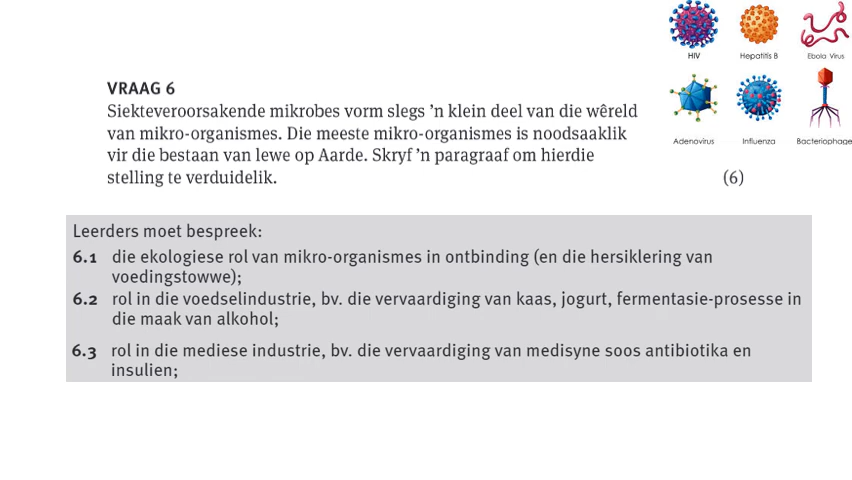 HIV
Hepatitis B
Ebola Virus
Adenovirus
Influenza
Bacteriophage
VRAAG 6
Siekteveroorsakende mikrobes vorm slegs ’n klein deel van die wêreld
van mikro-organismes. Die meeste mikro-organismes is noodsaaklik
vir die bestaan van lewe op Aarde. Skryf ’n paragraaf om hierdie
stelling te verduidelik. (6)
Leerders moet bespreek:
6.1 die ekologiese rol van mikro-organismes in ontbinding (en die hersiklering van
voedingstowwe);
6.2 rol in die voedselindustrie, bv. die vervaardiging van kaas, jogurt, fermentasie-prosesse in
die maak van alkohol;
6.3 rol in die mediese industrie, bv. die vervaardiging van medisyne soos antibiotika en
insulien;